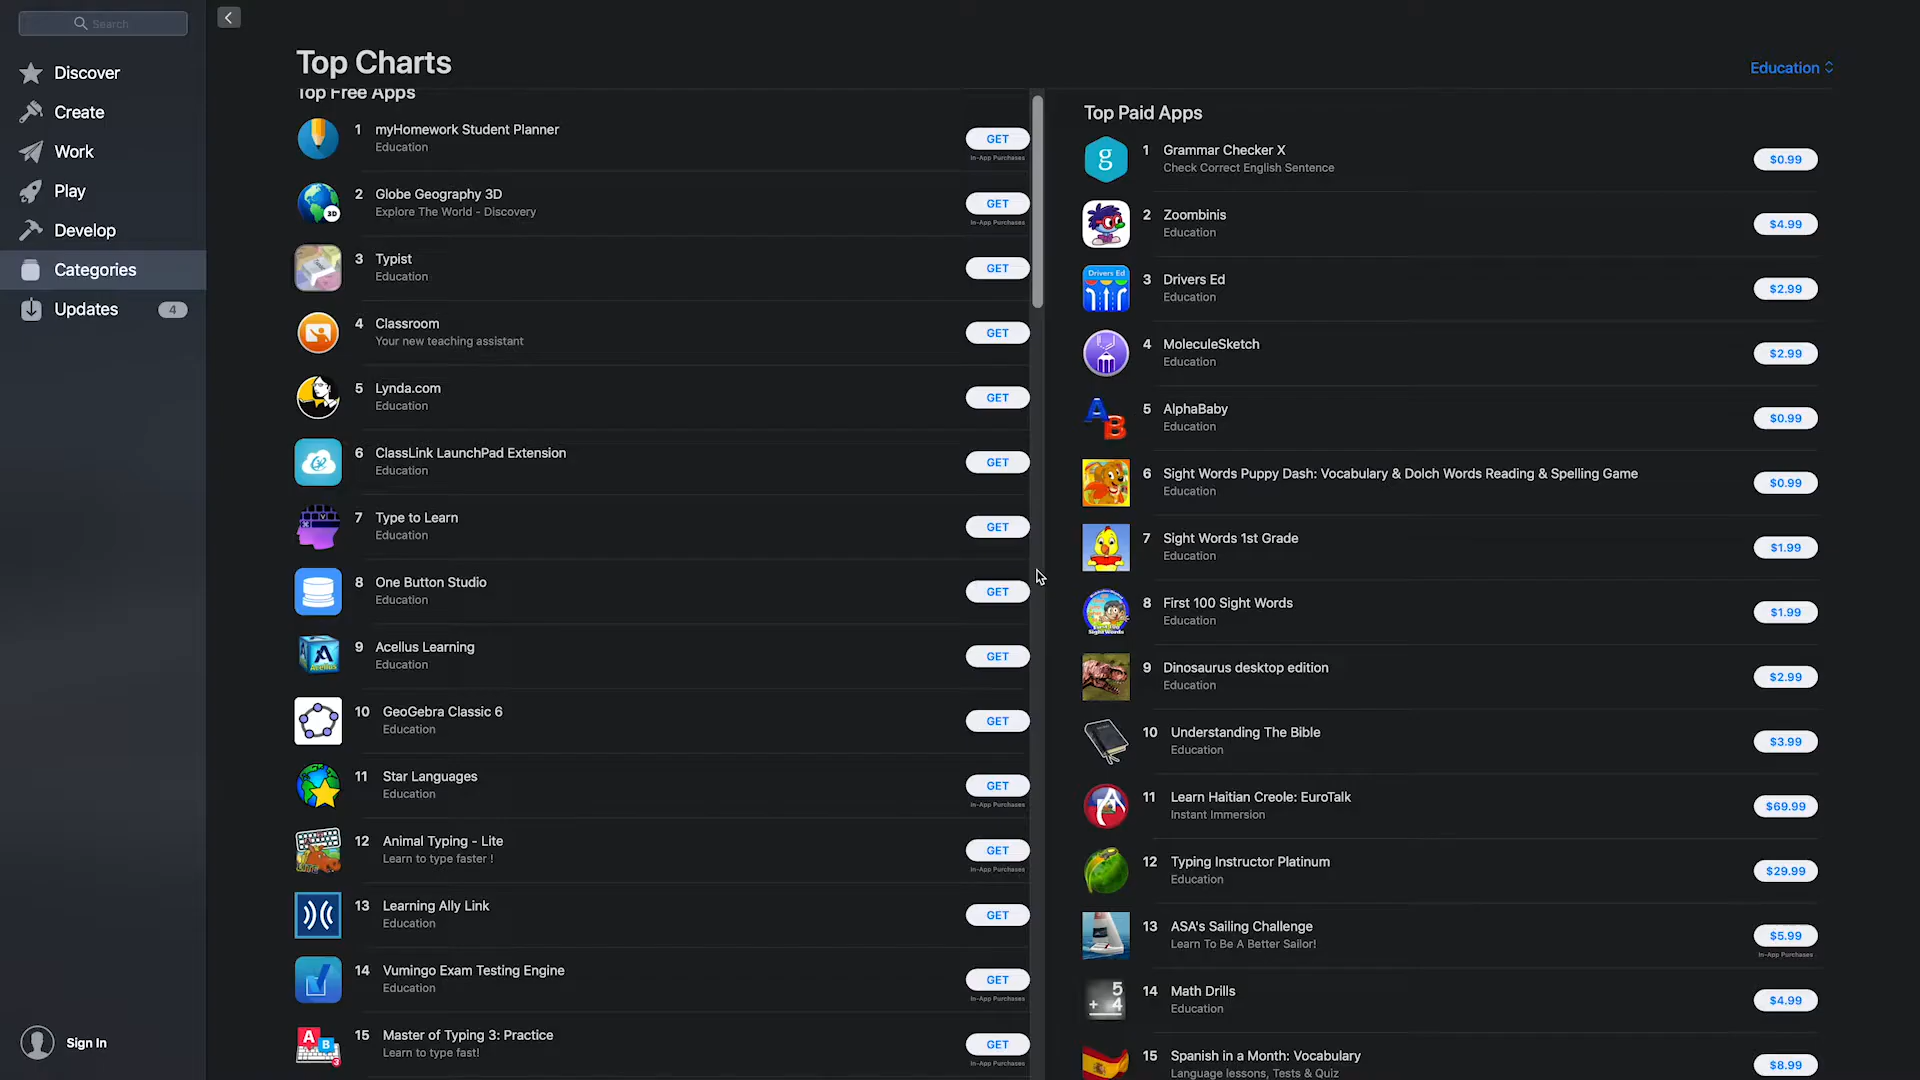 Search
Discover
Create
Work
Play
Develop
Categories
Updates 4
Sign In
Top Charts
Education
Top Free Apps
1 myHomework Student Planner
Education
GET
In-App Purchases
2 Globe Geography 3D
Explore The World - Discovery
GET
In-App Purchases
3D
3 Typist
Education
GET
4 Classroom
Your new teaching assistant
GET
5 Lynda.com
Education
GET
6 ClassLink LaunchPad Extension
Education
GET
7 Type to Learn
Education
GET
8 One Button Studio
Education
GET
9 Acellus Learning
Education
GET
10 GeoGebra Classic 6
Education
GET
11 Star Languages
Education
GET
In-App Purchases
12 Animal Typing - Lite
Learn to type faster !
GET
In-App Purchases
13 Learning Ally Link
Education
GET
14 Vumingo Exam Testing Engine
Education
GET
In-App Purchases
15 Master of Typing 3: Practice
Learn to type fast!
GET
In-App Purchases
A
B
3
Top Paid Apps
g
1 Grammar Checker X
Check Correct English Sentence
$0.99
2 Zoombinis
Education
$4.99
Drivers Ed
3 Drivers Ed
Education
$2.99
4 MoleculeSketch
Education
$2.99
A
B
5 AlphaBaby
Education
$0.99
6 Sight Words Puppy Dash: Vocabulary & Dolch Words Reading & Spelling Game
Education
$0.99
7 Sight Words 1st Grade
Education
$1.99
8 First 100 Sight Words
Education
$1.99
9 Dinosaurus desktop edition
Education
$2.99
10 Understanding The Bible
Education
$3.99
11 Learn Haitian Creole: EuroTalk
Instant Immersion
$69.99
12 Typing Instructor Platinum
Education
$29.99
13 ASA's Sailing Challenge
Learn To Be A Better Sailor!
$5.99
In-App Purchases
5
+ 4
14 Math Drills
Education
$4.99
15 Spanish in a Month: Vocabulary
Language lessons, Tests & Quiz
$8.99